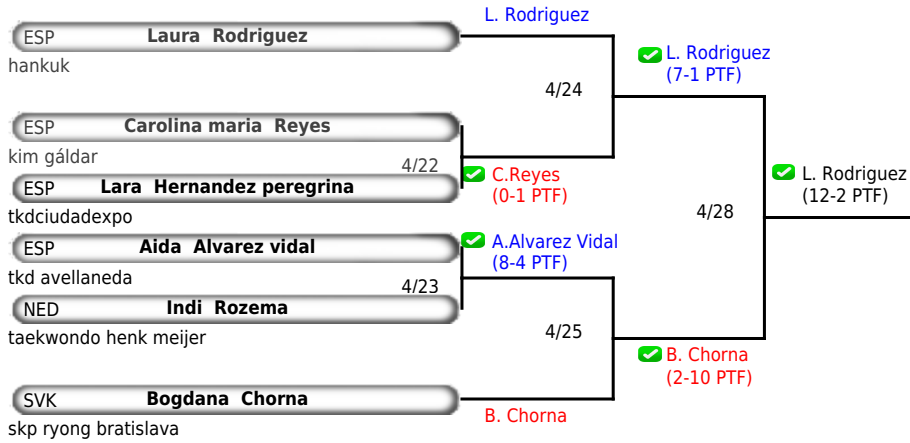 L. Rodriguez
ESP Laura Rodriguez
hankuk
L. Rodriguez
(7-1 PTF)
4/24
ESP Carolina maria Reyes
kim gáldar
4/22
C.Reyes
(0-1 PTF)
L. Rodriguez
(12-2 PTF)
ESP Lara Hernandez peregrina
tkdciudadexpo
4/28
ESP Aida Alvarez vidal
tkd avellaneda
A.Alvarez Vidal
(8-4 PTF)
4/23
NED Indi Rozema
taekwondo henk meijer
4/25
B. Chorna
(2-10 PTF)
SVK Bogdana Chorna
skp ryong bratislava
B. Chorna